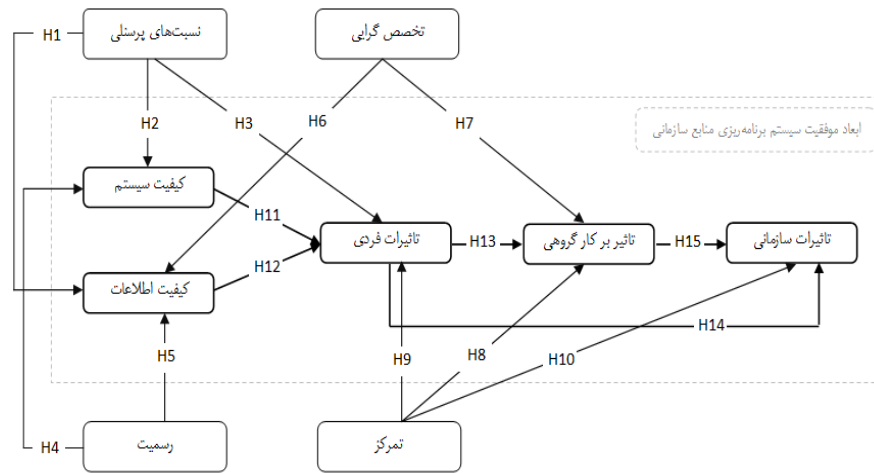 نسبت‌های پرسنلی
تخصص گرایی
H1
H2
H3
H6
H7
ابعاد موفقیت سیستم برنامه‌ریزی منابع سازمانی
کیفیت سیستم
H11
تاثیرات فردی
H13
تاثیر بر کار گروهی
H15
تاثیرات سازمانی
H12
کیفیت اطلاعات
H14
H5
H9
H8
H10
H4
رسمیت
تمرکز